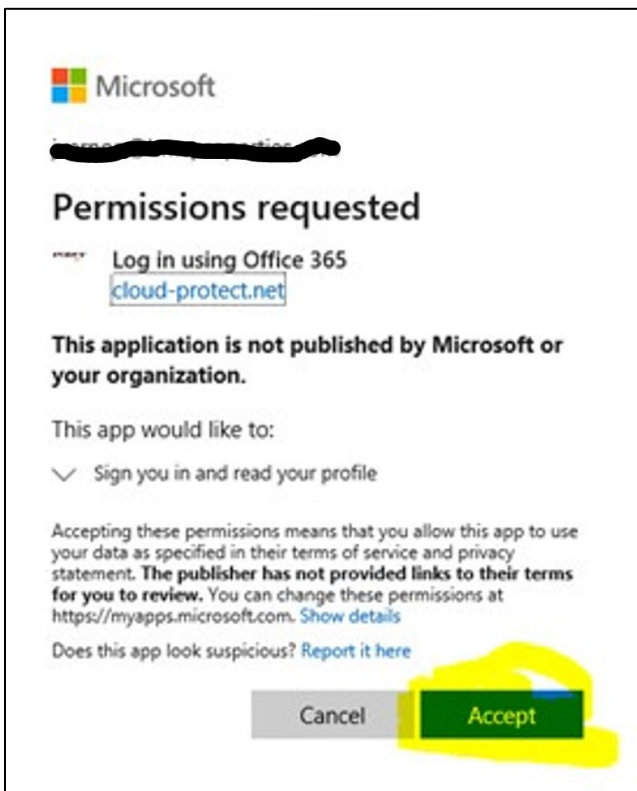 Microsoft
Permissions requested
Log in using Office 365
cloud-protect.net
This application is not published by Microsoft or
your organization.
This app would like to:
Sign you in and read your profile
Accepting these permissions means that you allow this app to use
your data as specified in their terms of service and privacy
statement. The publisher has not provided links to their terms
for you to review. You can change these permissions at
https://myapps.microsoft.com. Show details
Does this app look suspicious? Report it here
Cancel
Accept